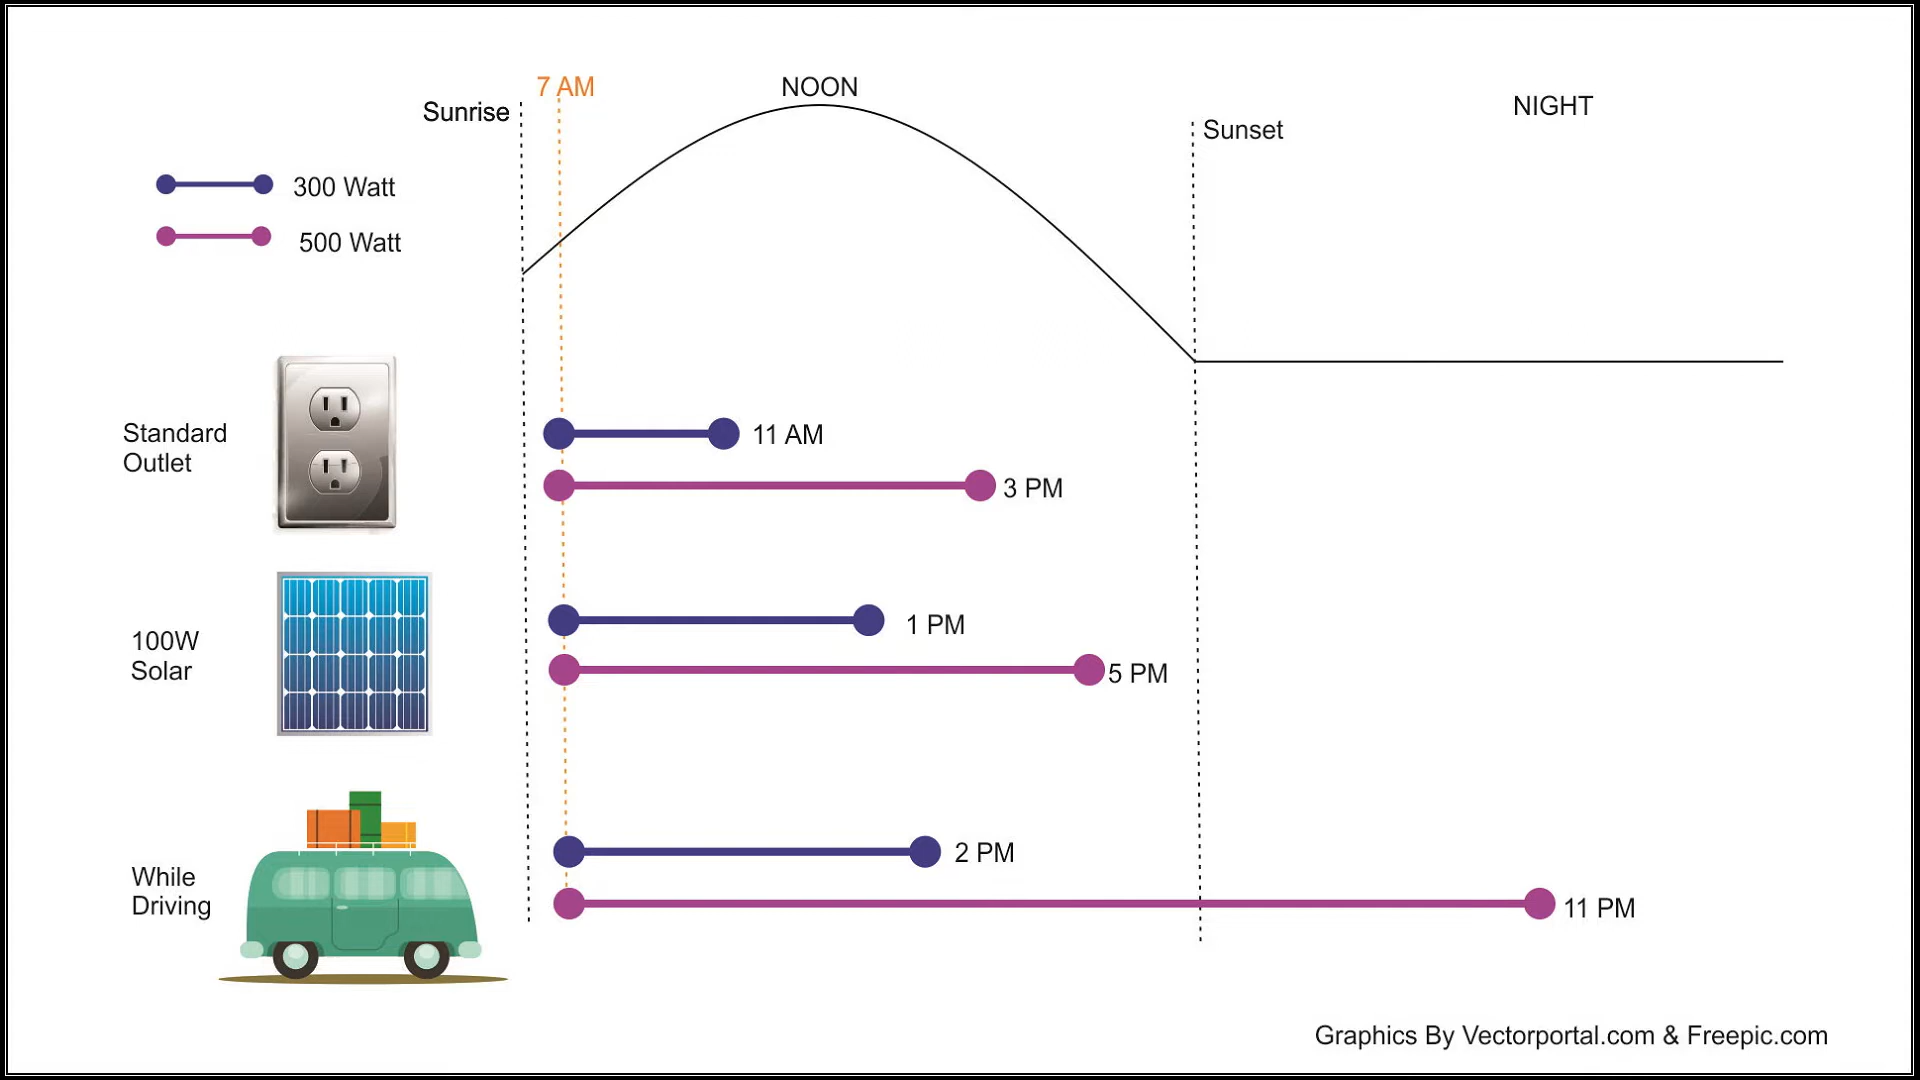 7 AM
NOON
Sunrise
NIGHT
Sunset
300 Watt
500 Watt
Standard
Outlet
11 AM
3 PM
100W
Solar
1 PM
5 PM
While
Driving
2 PM
11 PM
Graphics By Vectorportal.com & Freepic.com